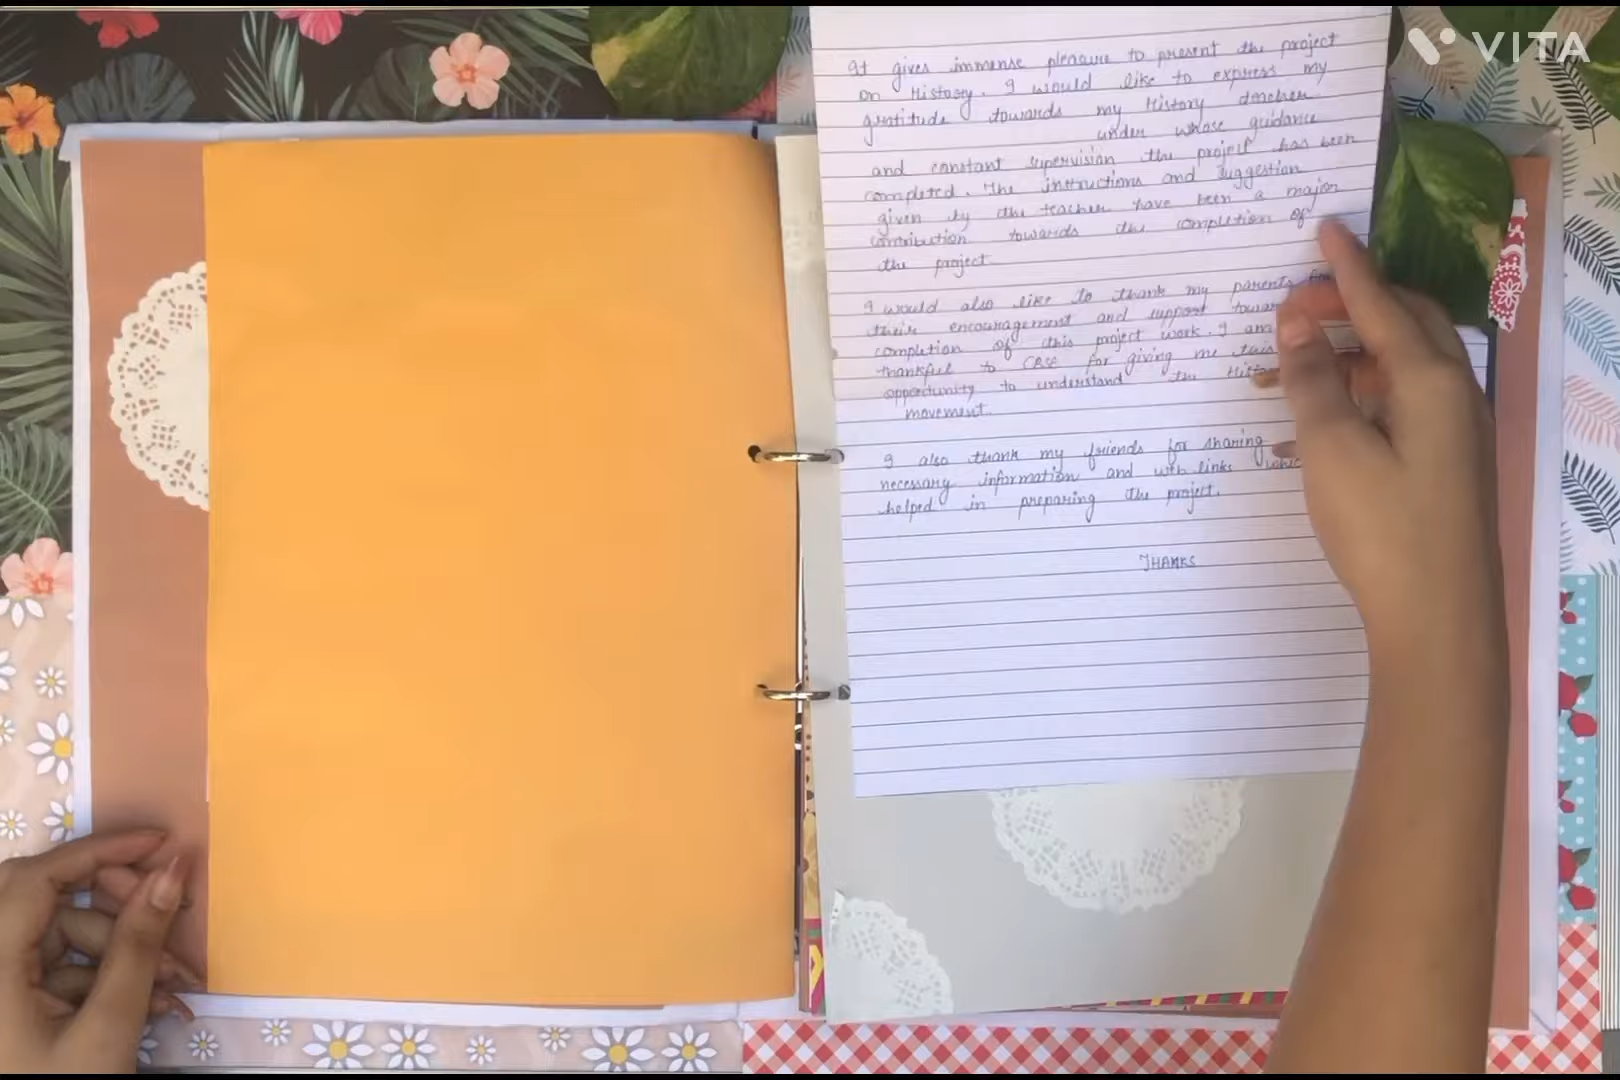 VITA
It gives immense pleasure to present the project
on History. I would like to express my
gratitude towards my History teacher
under whose guidance
and constant supervision the project has been
completed. The instructions and suggestion
given by the teacher have been a major
contribution towards the completion of
the project.
I would also like to thank my parents for
their encouragement and support
completion of this project work. I am
thankful to CBSE for giving me this
opportunity to understand the
movement.
I also thank my friends for sharing
necessary information and web links
helped in preparing the project.
THANKS